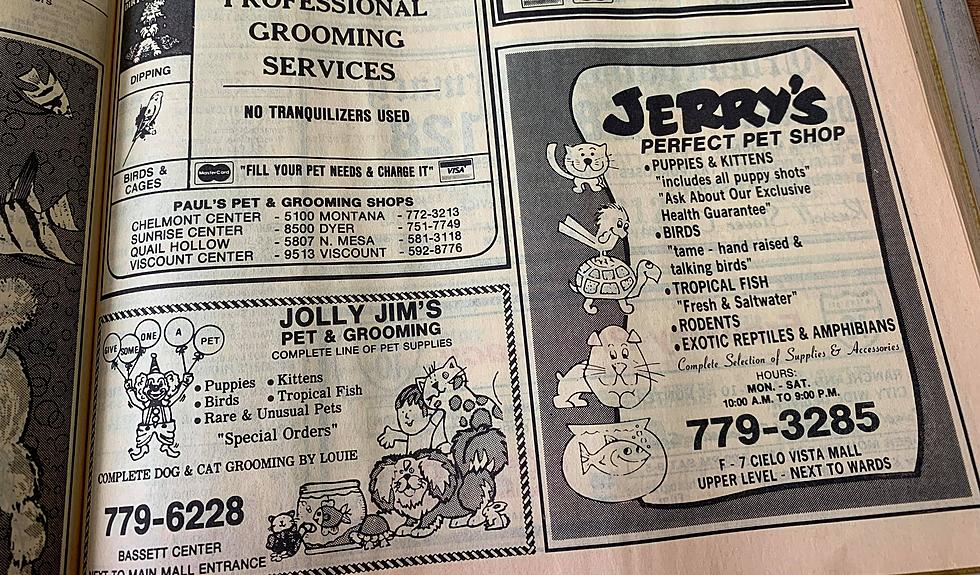 PROFESSIONAL
GROOMING
SERVICES
NO TRANQUILIZERS USED
DIPPING
BIRDS &
CAGES
MasterCard
"FILL YOUR PET NEEDS & CHARGE IT"
VISA
PAUL'S PET & GROOMING SHOPS
CHELMONT CENTER - 5100 MONTANA - 772-3213
SUNRISE CENTER - 8500 DYER - 751-7749
QUAIL HOLLOW - 5807 N. MESA - 581-3118
VISCOUNT CENTER - 9513 VISCOUNT - 592-8776
JOLLY JIM'S
PET & GROOMING
COMPLETE LINE OF PET SUPPLIES
GIVE SOME ONE A PET
• Puppies • Kittens
• Birds • Tropical Fish
• Rare & Unusual Pets
"Special Orders"
COMPLETE DOG & CAT GROOMING BY LOUIE
779-6228
BASSETT CENTER
NEXT TO MAIN MALL ENTRANCE
JERRY'S
PERFECT PET SHOP
• PUPPIES & KITTENS
"includes all puppy shots"
"Ask About Our Exclusive
Health Guarantee"
• BIRDS
"tame - hand raised &
talking birds"
• TROPICAL FISH
"Fresh & Saltwater"
• RODENTS
• EXOTIC REPTILES & AMPHIBIANS
Complete Selection of Supplies & Accessories
HOURS:
MON. - SAT.
10:00 A.M. TO 9:00 P.M.
779-3285
F - 7 CIELO VISTA MALL
UPPER LEVEL - NEXT TO WARDS